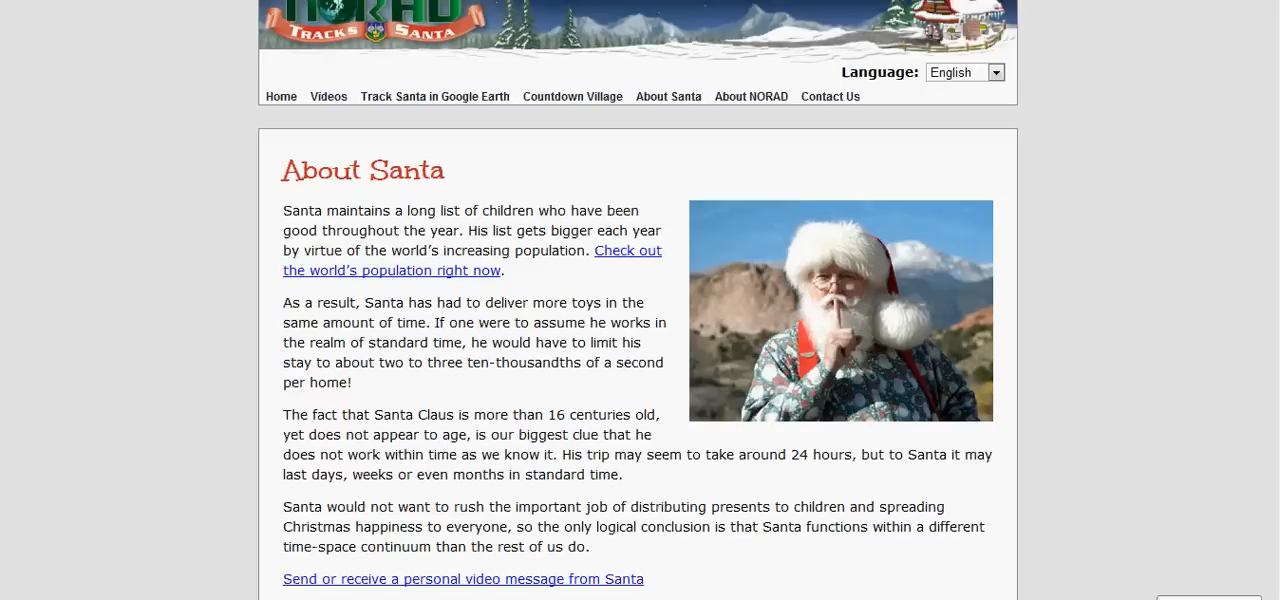 NORAD
TRACKS SANTA
Language: English
Home Videos Track Santa in Google Earth Countdown Village About Santa About NORAD Contact Us
About Santa
Santa maintains a long list of children who have been
good throughout the year. His list gets bigger each year
by virtue of the world’s increasing population. Check out
the world’s population right now.
As a result, Santa has had to deliver more toys in the
same amount of time. If one were to assume he works in
the realm of standard time, he would have to limit his
stay to about two to three ten-thousandths of a second
per home!
The fact that Santa Claus is more than 16 centuries old,
yet does not appear to age, is our biggest clue that he
does not work within time as we know it. His trip may seem to take around 24 hours, but to Santa it may
last days, weeks or even months in standard time.
Santa would not want to rush the important job of distributing presents to children and spreading
Christmas happiness to everyone, so the only logical conclusion is that Santa functions within a different
time-space continuum than the rest of us do.
Send or receive a personal video message from Santa